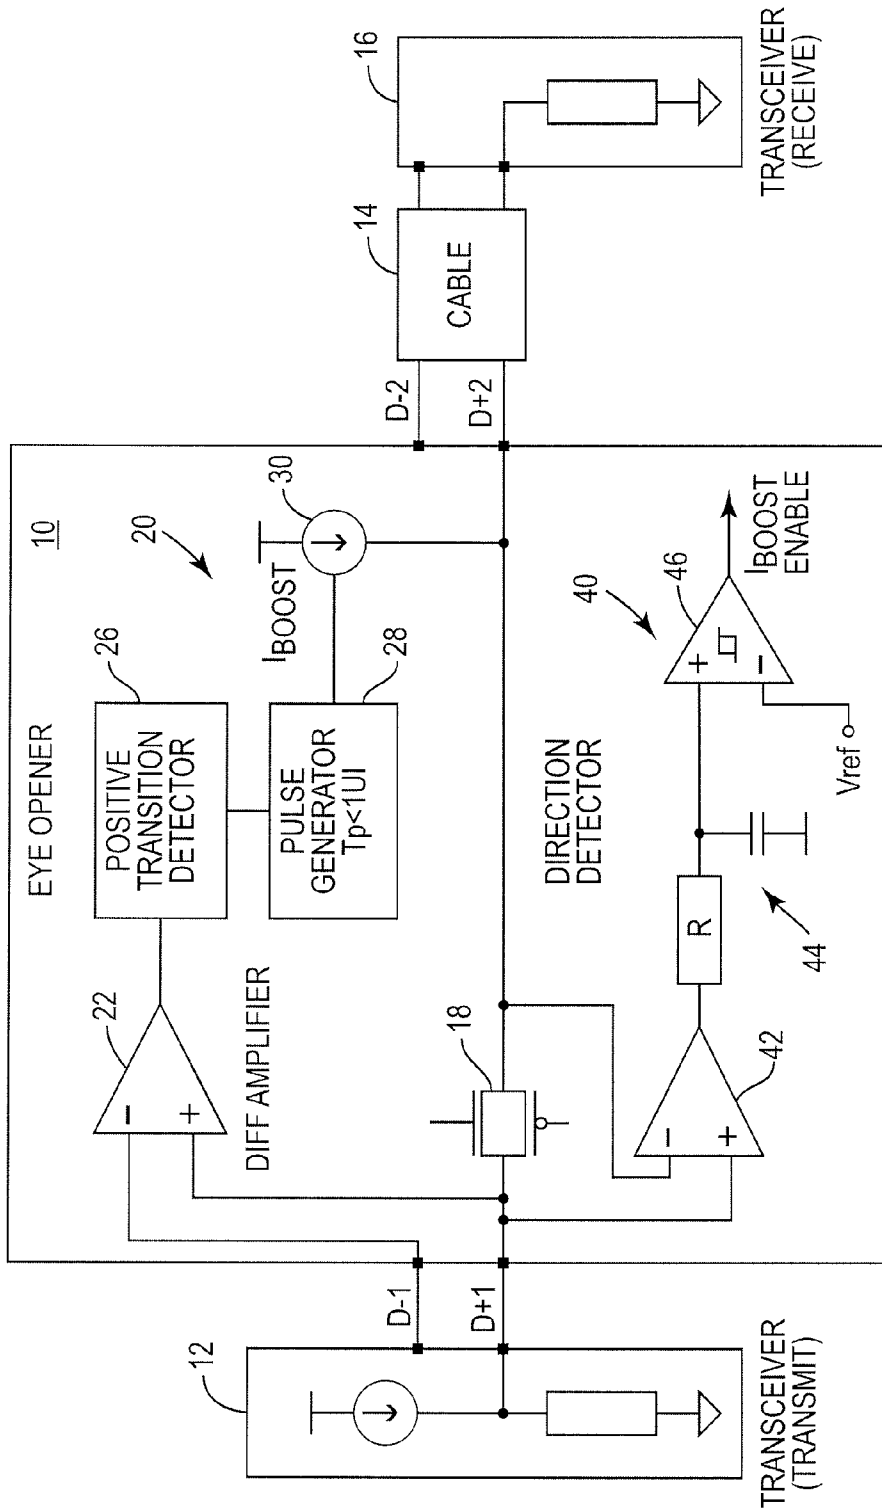 10
EYE OPENER
20
22
DIFF AMPLIFIER
−
+
26
POSITIVE
TRANSITION
DETECTOR
28
PULSE
GENERATOR
Tp<1UI
IBOOST
30
12
D-1
D+1
TRANSCEIVER
(TRANSMIT)
18
D-2
D+2
14
CABLE
16
TRANSCEIVER
(RECEIVE)
DIRECTION
DETECTOR
40
42
−
+
R
44
46
+
−
Vref
IBOOST
ENABLE